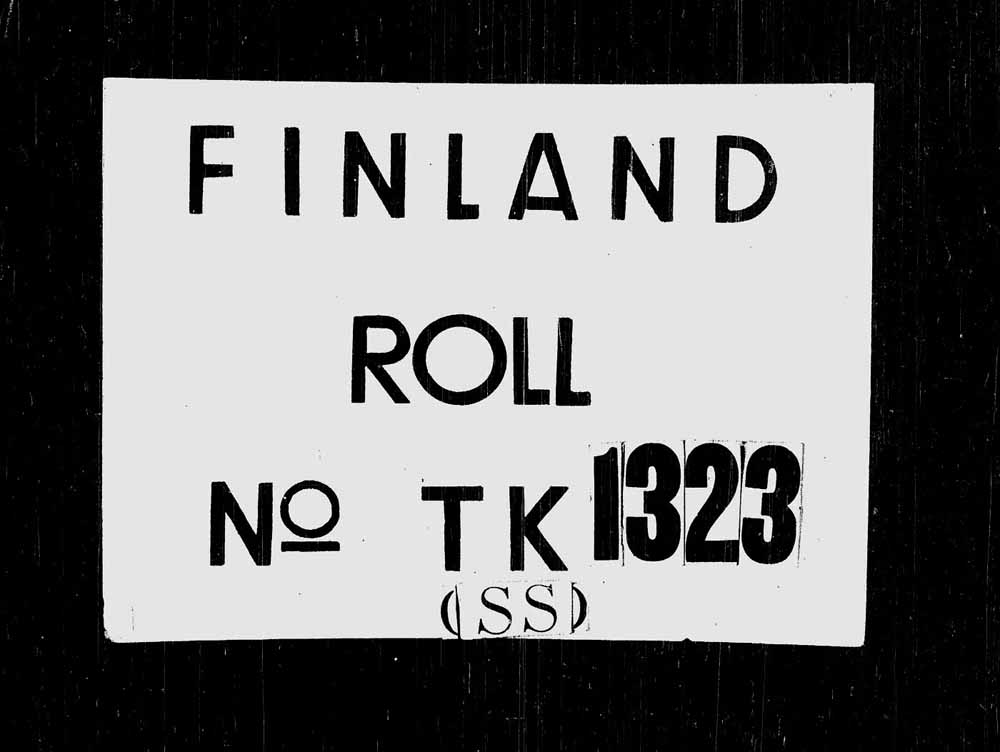 FINLAND
ROLL
Nº TK 1323
(SS)